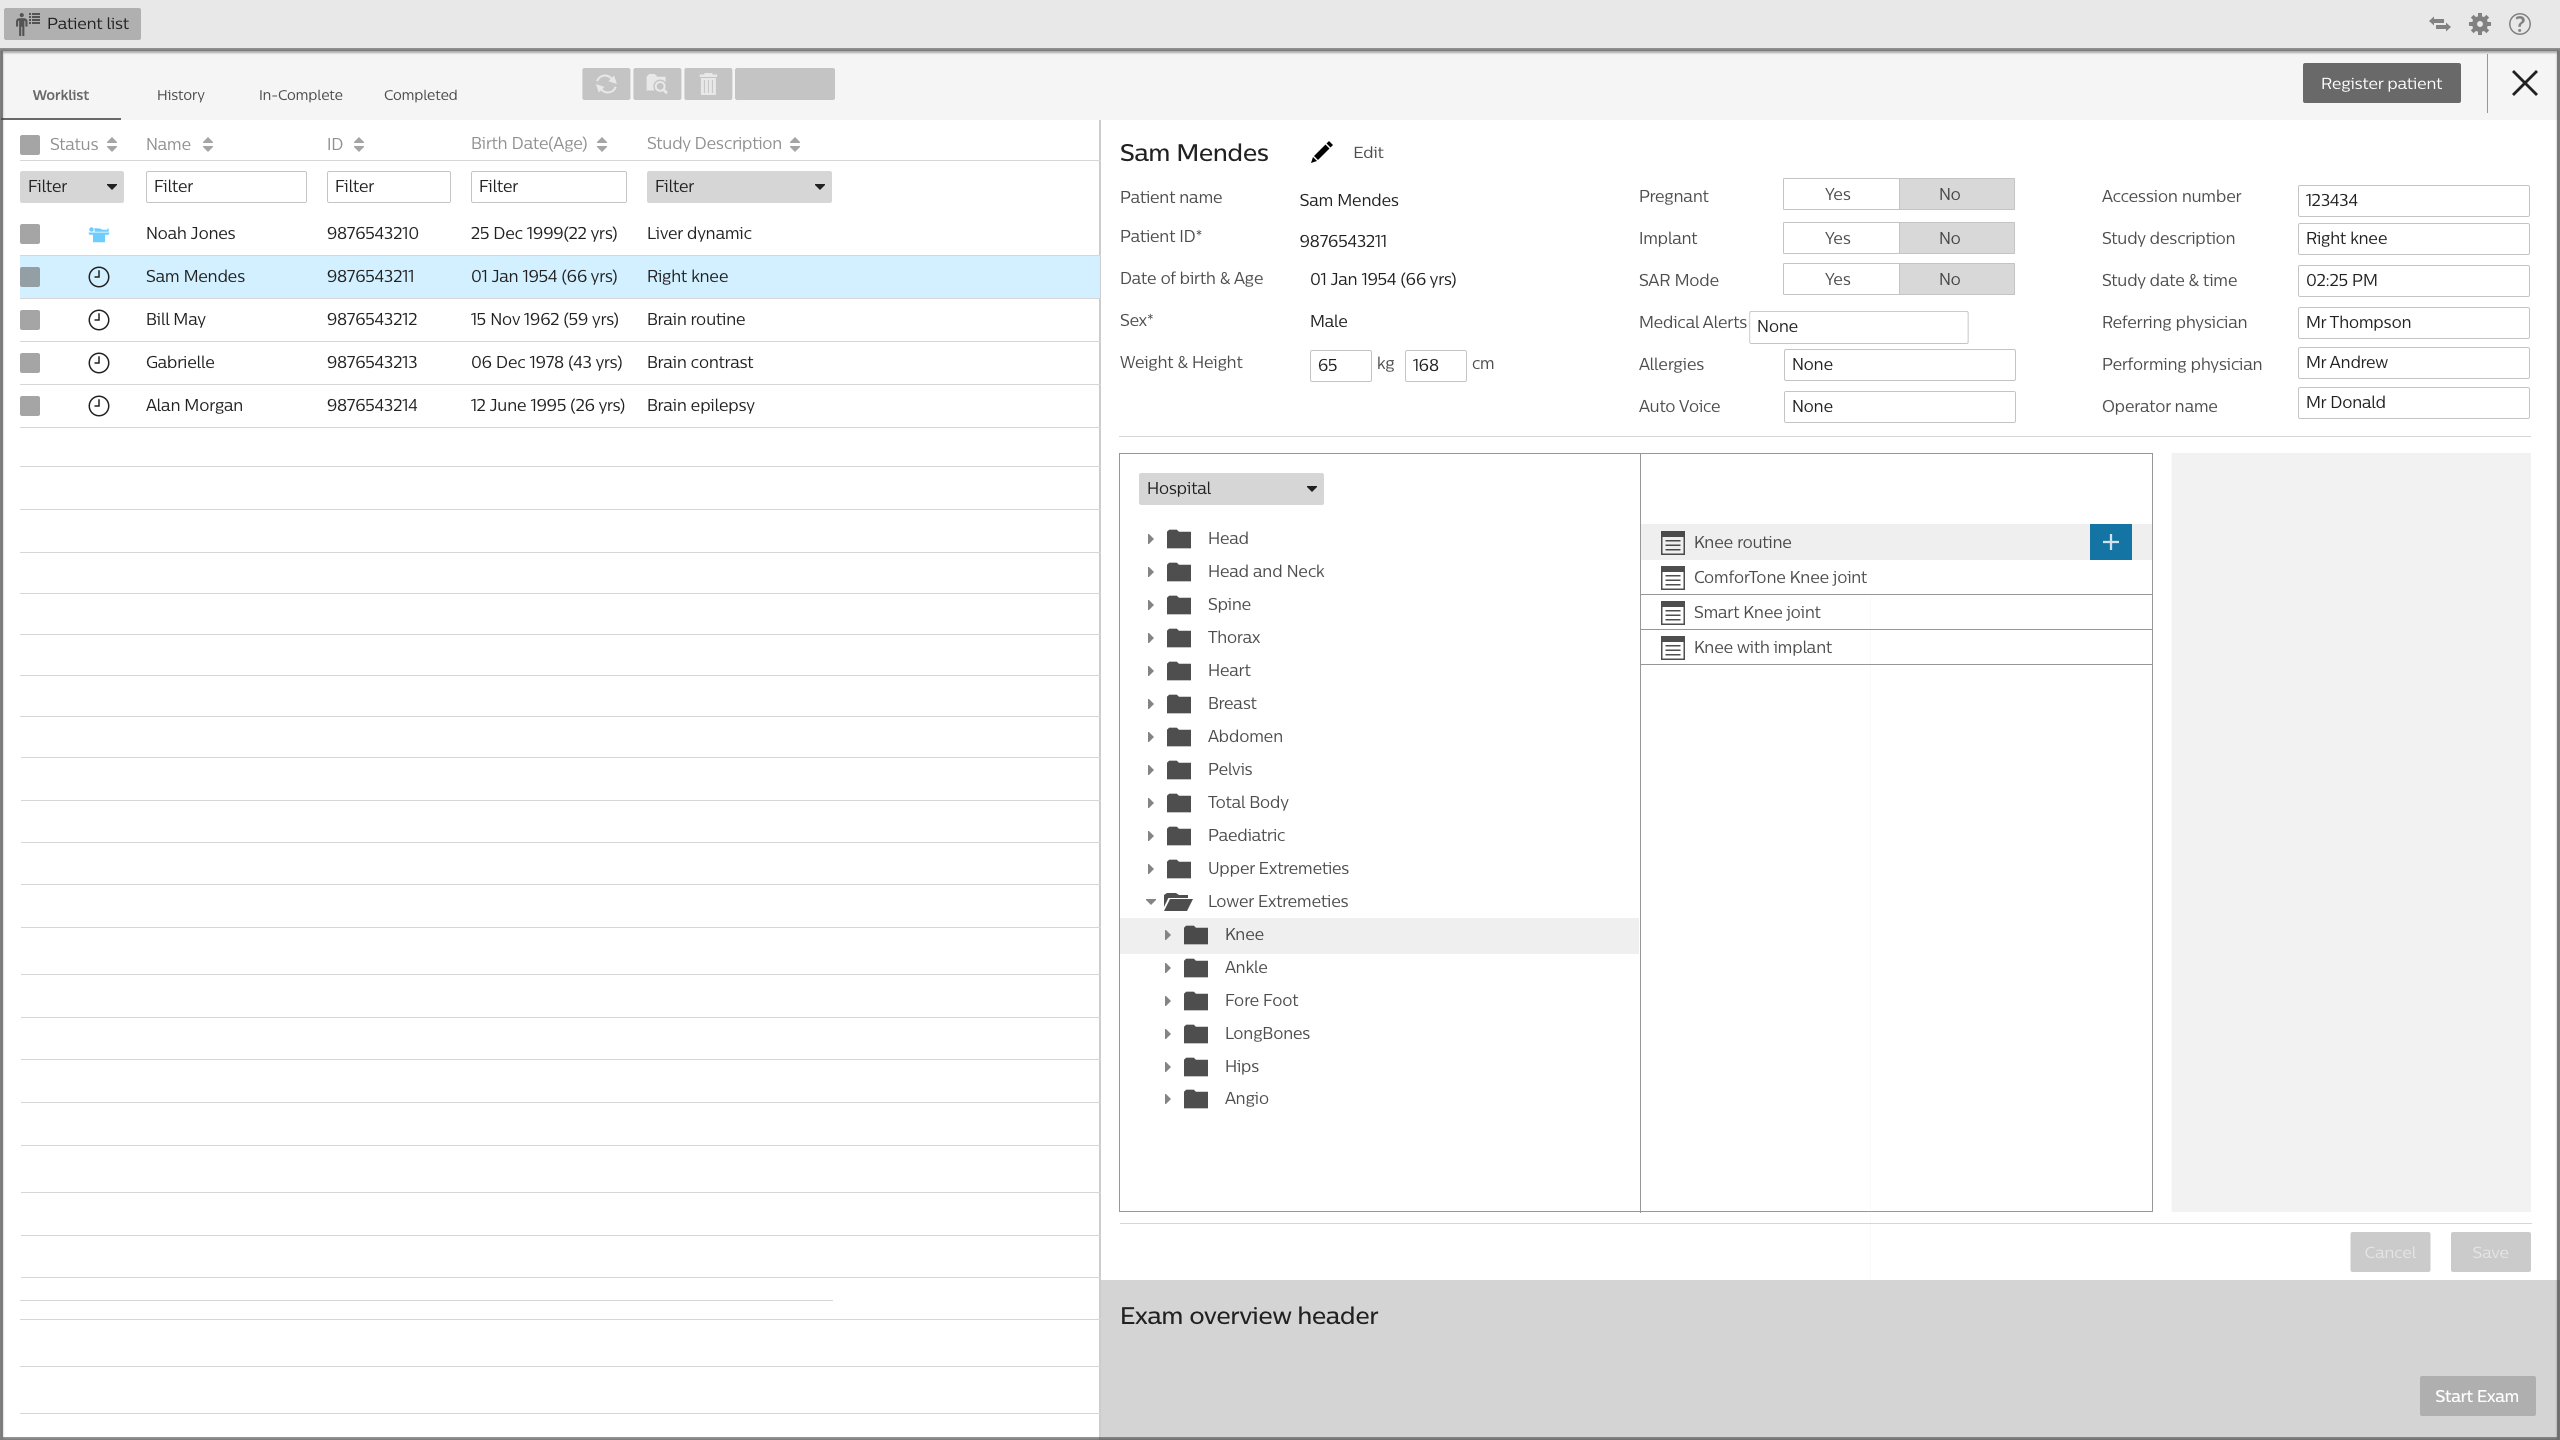 Patient list
Worklist
History
In-Complete
Completed
Register patient
Status
Name
ID
Birth Date(Age)
Study Description
Filter
Filter
Filter
Filter
Filter
Noah Jones 9876543210 25 Dec 1999(22 yrs) Liver dynamic
Sam Mendes 9876543211 01 Jan 1954 (66 yrs) Right knee
Bill May 9876543212 15 Nov 1962 (59 yrs) Brain routine
Gabrielle 9876543213 06 Dec 1978 (43 yrs) Brain contrast
Alan Morgan 9876543214 12 June 1995 (26 yrs) Brain epilepsy
Sam Mendes
Edit
Patient name Sam Mendes
Patient ID* 9876543211
Date of birth & Age 01 Jan 1954 (66 yrs)
Sex* Male
Weight & Height 65 kg 168 cm
Pregnant Yes No
Implant Yes No
SAR Mode Yes No
Medical Alerts None
Allergies None
Auto Voice None
Accession number 123434
Study description Right knee
Study date & time 02:25 PM
Referring physician Mr Thompson
Performing physician Mr Andrew
Operator name Mr Donald
Hospital
Head
Head and Neck
Spine
Thorax
Heart
Breast
Abdomen
Pelvis
Total Body
Paediatric
Upper Extremeties
Lower Extremeties
Knee
Ankle
Fore Foot
LongBones
Hips
Angio
Knee routine
ComforTone Knee joint
Smart Knee joint
Knee with implant
Cancel
Save
Exam overview header
Start Exam